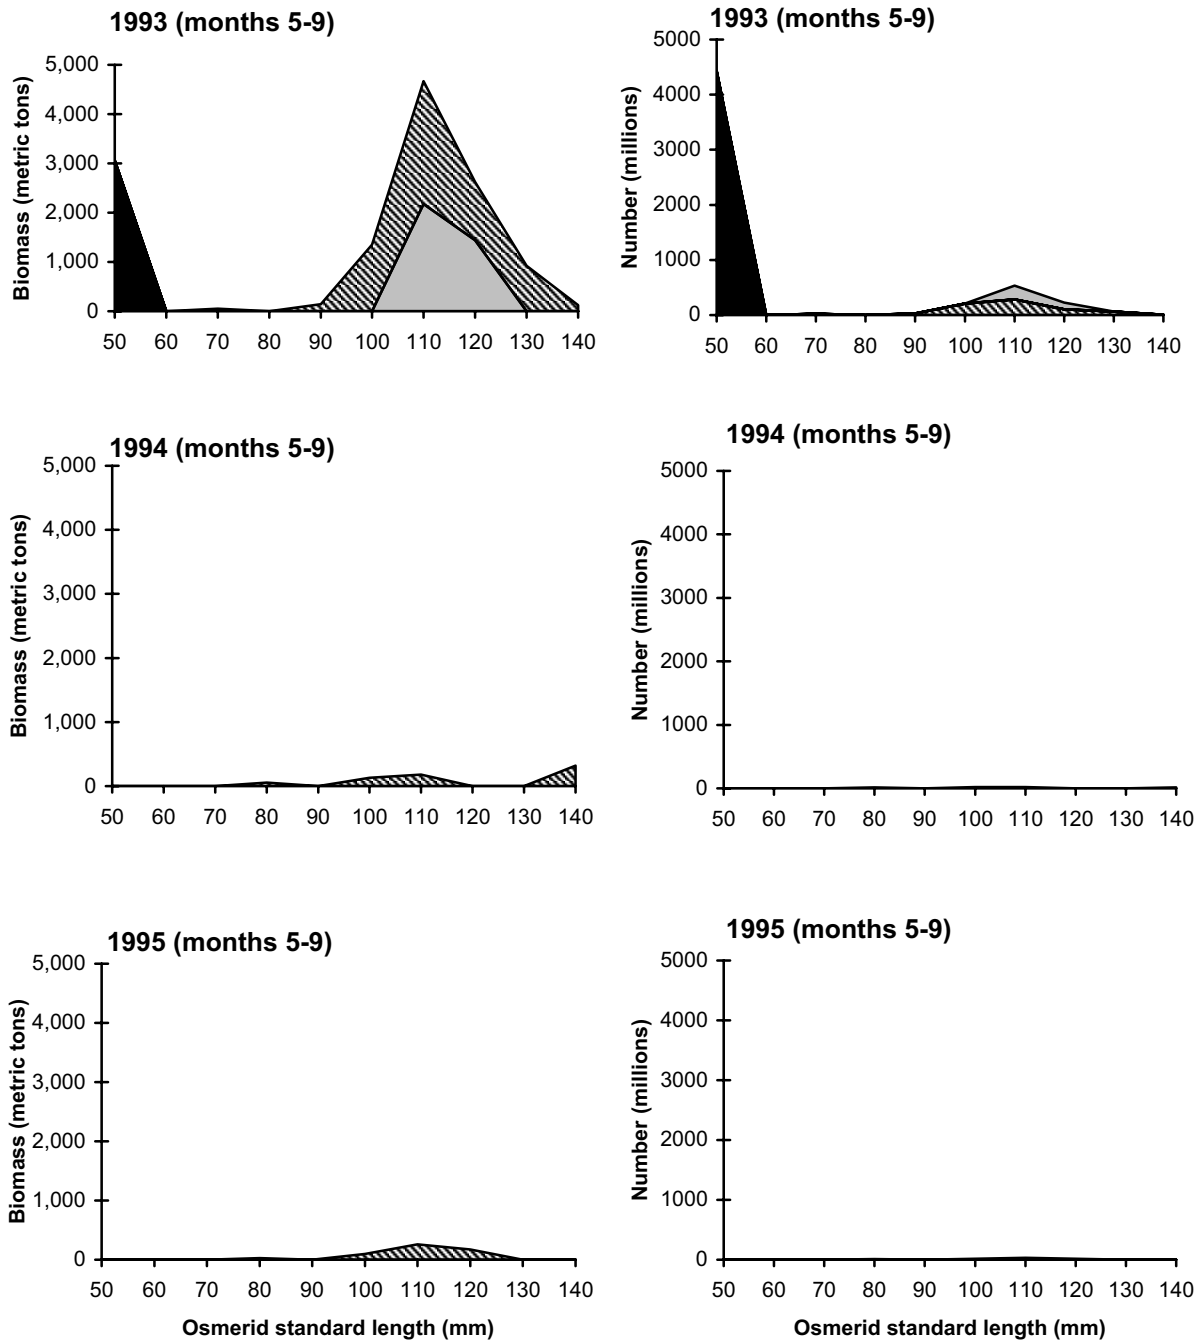 1993 (months 5-9)
Biomass (metric tons)
5,000
4,000
3,000
2,000
1,000
0
50 60 70 80 90 100 110 120 130 140
1993 (months 5-9)
Number (millions)
5000
4000
3000
2000
1000
0
50 60 70 80 90 100 110 120 130 140
1994 (months 5-9)
Biomass (metric tons)
5,000
4,000
3,000
2,000
1,000
0
50 60 70 80 90 100 110 120 130 140
1994 (months 5-9)
Number (millions)
5000
4000
3000
2000
1000
0
50 60 70 80 90 100 110 120 130 140
1995 (months 5-9)
Biomass (metric tons)
5,000
4,000
3,000
2,000
1,000
0
50 60 70 80 90 100 110 120 130 140
Osmerid standard length (mm)
1995 (months 5-9)
Number (millions)
5000
4000
3000
2000
1000
0
50 60 70 80 90 100 110 120 130 140
Osmerid standard length (mm)